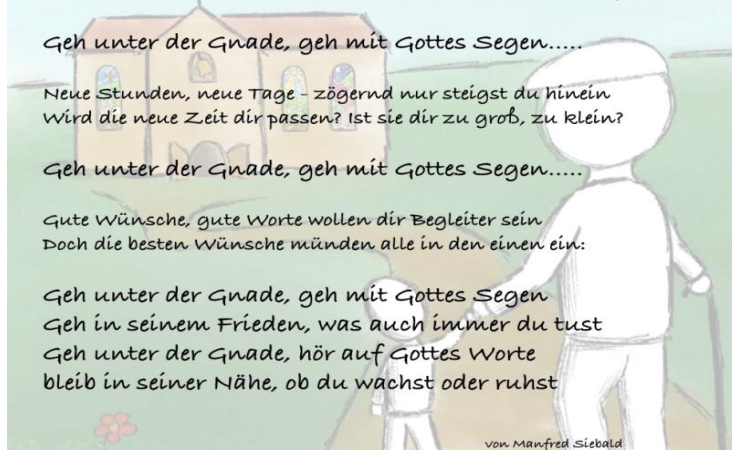 Geh unter der Gnade, geh mit Gottes Segen.....
Neue Stunden, neue Tage - zögernd nur steigst du hinein
Wird die neue Zeit dir passen? Ist sie dir zu groß, zu klein?
Geh unter der Gnade, geh mit Gottes Segen.....
Gute Wünsche, gute Worte wollen dir Begleiter sein
Doch die besten Wünsche münden alle in den einen ein:
Geh unter der Gnade, geh mit Gottes Segen
Geh in seinem Frieden, was auch immer du tust
Geh unter der Gnade, hör auf Gottes Worte
bleib in seiner Nähe, ob du wachst oder ruhst
von Manfred Siebald